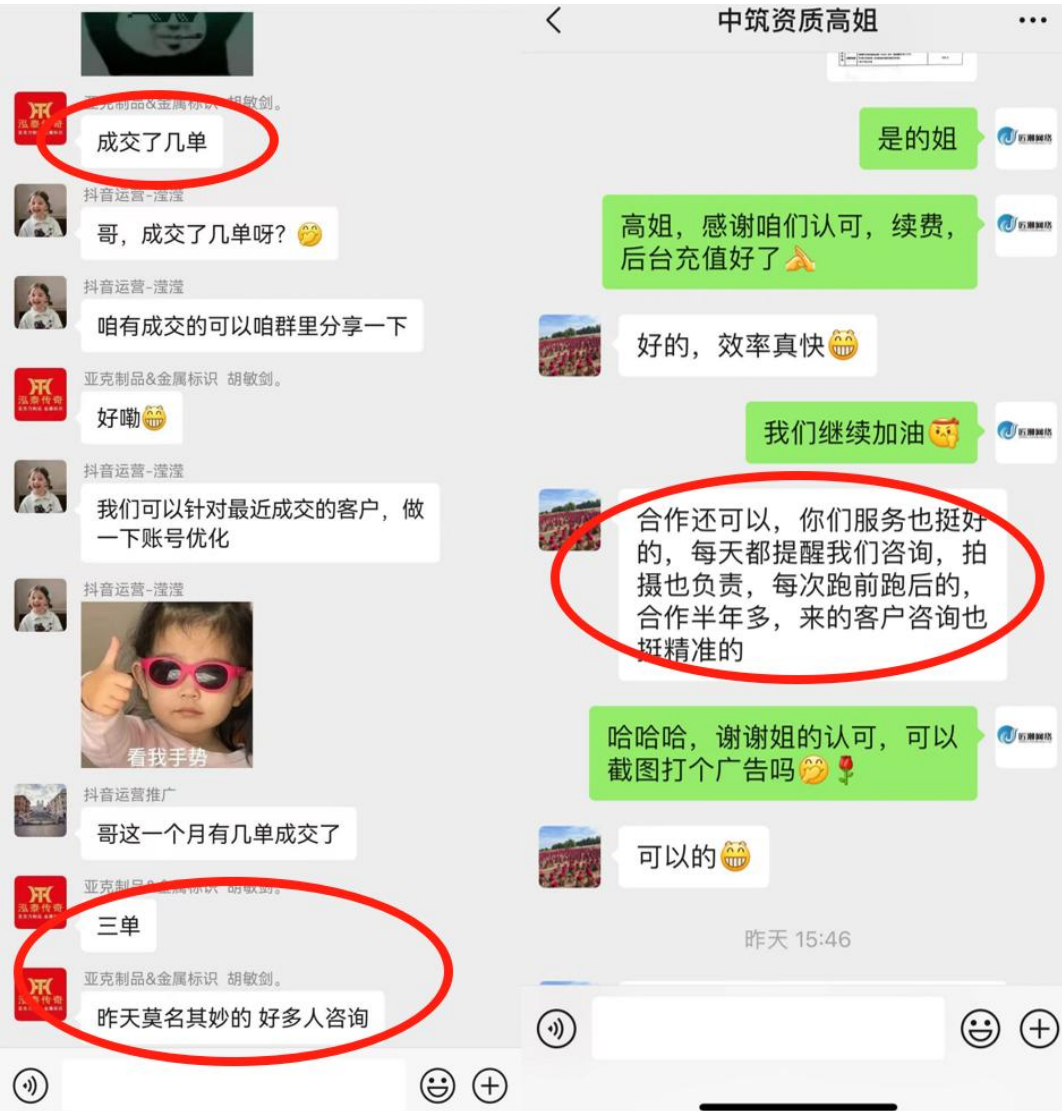 亚克制品&金属标识 胡敏剑。
成交了几单
抖音运营-滢滢
哥，成交了几单呀？
抖音运营-滢滢
咱有成交的可以咱群里分享一下
亚克制品&金属标识 胡敏剑。
好嘞
抖音运营-滢滢
我们可以针对最近成交的客户，做
一下账号优化
抖音运营-滢滢
看我手势
抖音运营推广
哥这一个月有几单成交了
亚克制品&金属标识 胡敏剑。
三单
亚克制品&金属标识 胡敏剑。
昨天莫名其妙的 好多人咨询
泓泰传奇
中筑资质高姐
是的姐
高姐，感谢咱们认可，续费，
后台充值好了
好的，效率真快
我们继续加油
合作还可以，你们服务也挺好
的，每天都提醒我们咨询，拍
摄也负责，每次跑前跑后的，
合作半年多，来的客户咨询也
挺精准的
哈哈哈，谢谢姐的认可，可以
截图打个广告吗
可以的
昨天 15:46